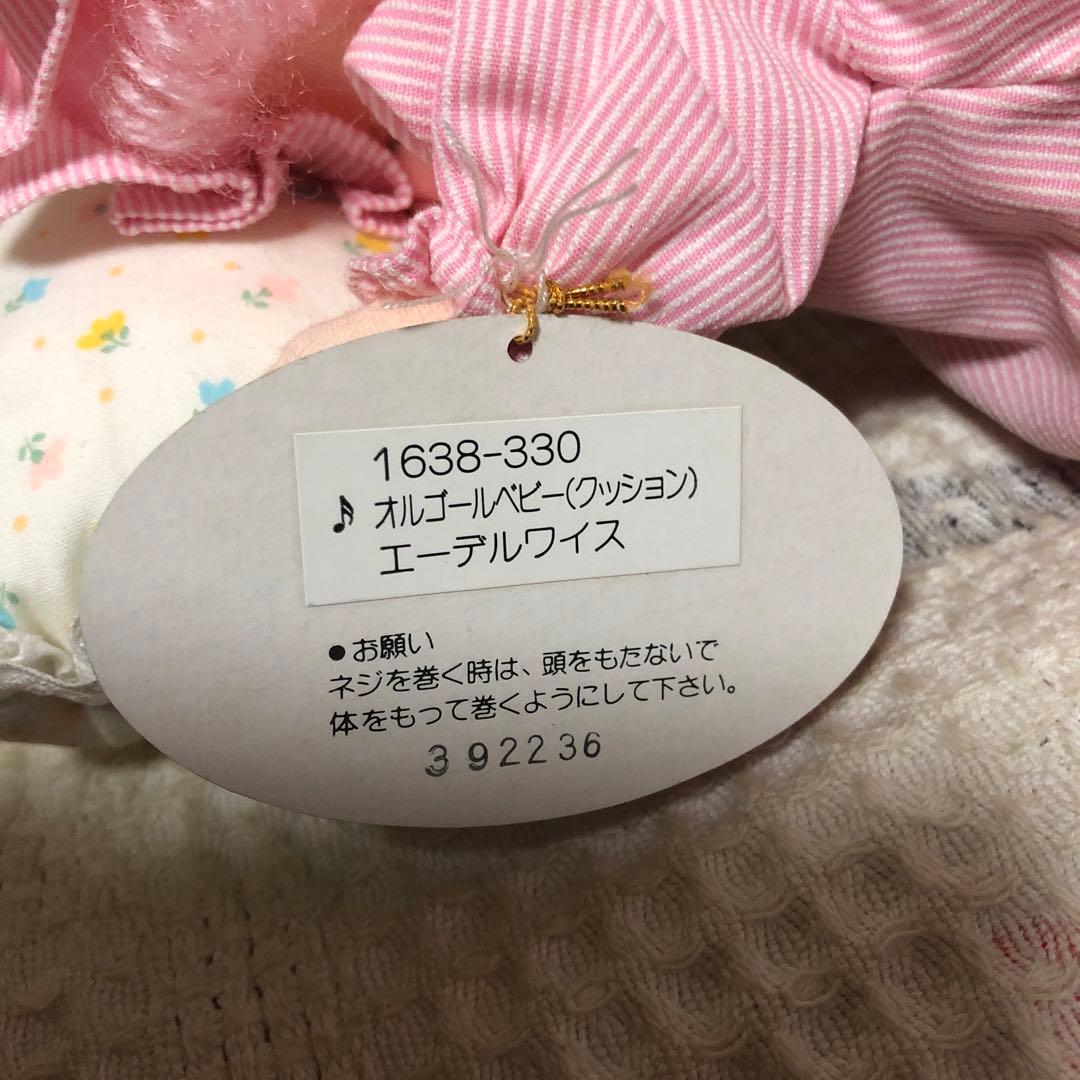 1638-330
♪ オルゴールベビー(クッション)
エーデルワイス
●お願い
ネジを巻く時は、頭をもたないで
体をもって巻くようにして下さい。
392236